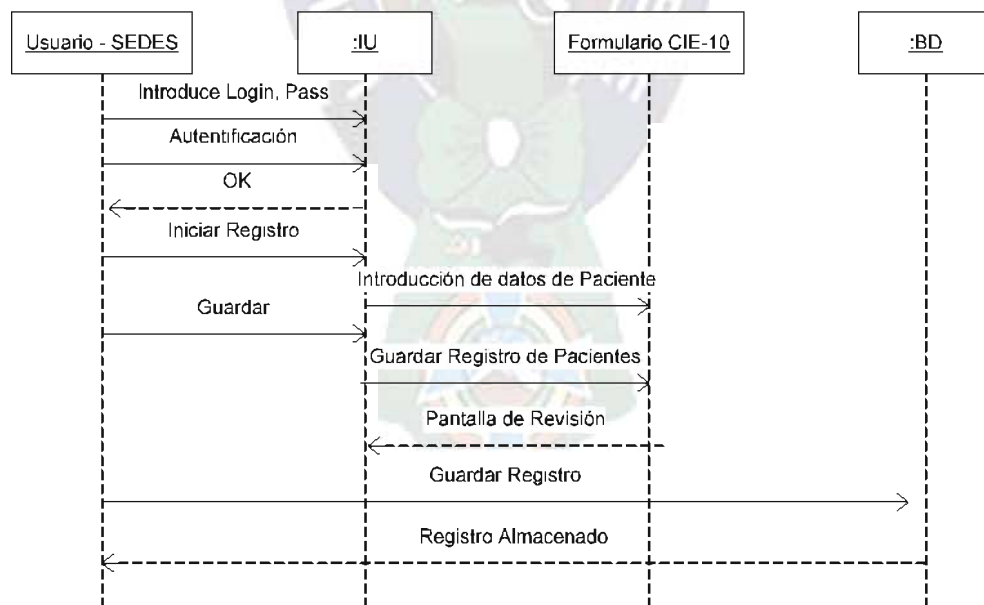 Usuario - SEDES
:IU
Formulario CIE-10
:BD
Introduce Login, Pass
Autentificación
OK
Iniciar Registro
Introducción de datos de Paciente
Guardar
Guardar Registro de Pacientes
Pantalla de Revisión
Guardar Registro
Registro Almacenado